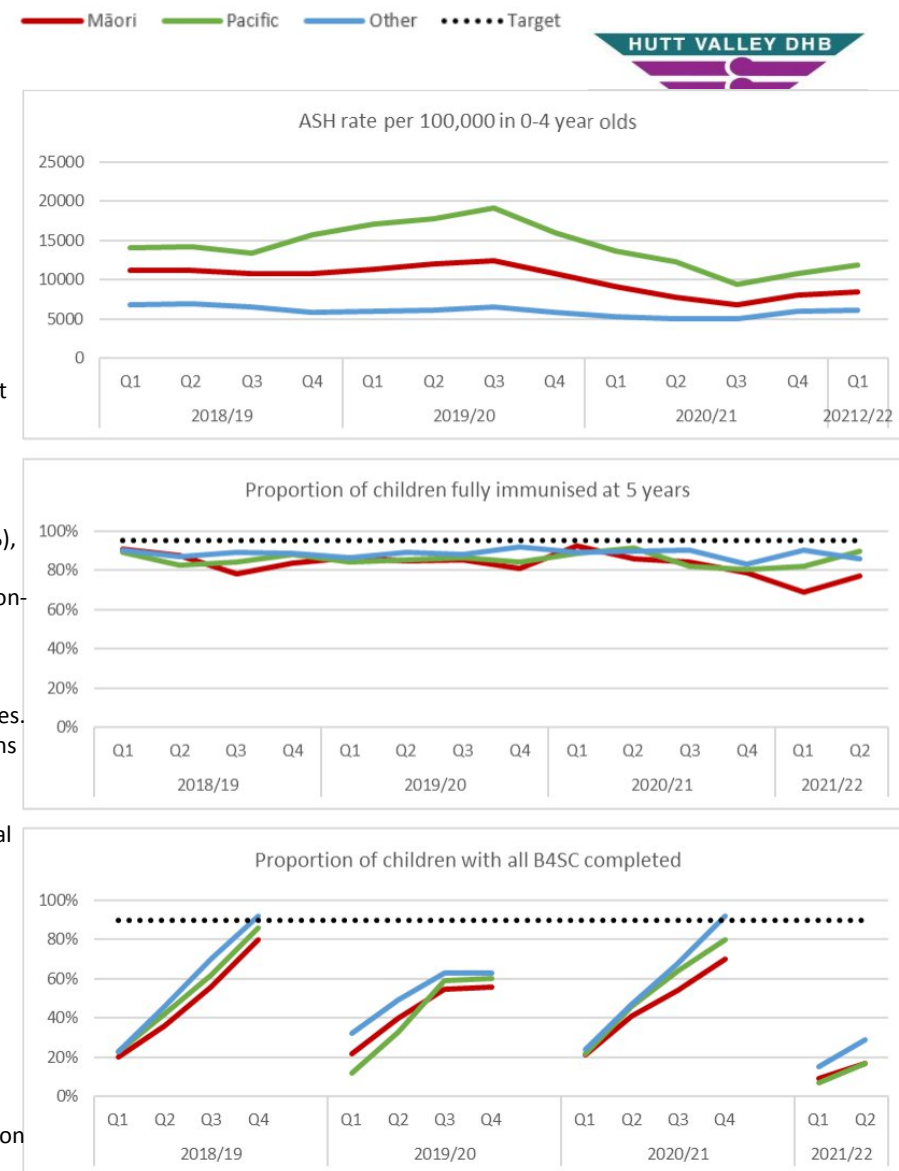 Māori Pacific Other Target
HUTT VALLEY DHB
ASH rate per 100,000 in 0-4 year olds
25000
20000
15000
10000
5000
0
Q1 Q2 Q3 Q4 Q1 Q2 Q3 Q4 Q1 Q2 Q3 Q4 Q1
2018/19 2019/20 2020/21 20212/22
t
Proportion of children fully immunised at 5 years
100%
80%
60%
40%
20%
0%
Q1 Q2 Q3 Q4 Q1 Q2 Q3 Q4 Q1 Q2 Q3 Q4 Q1 Q2
2018/19 2019/20 2020/21 2021/22
),
on-
es.
ns
al
Proportion of children with all B4SC completed
100%
80%
60%
40%
20%
0%
Q1 Q2 Q3 Q4 Q1 Q2 Q3 Q4 Q1 Q2 Q3 Q4 Q1 Q2
2018/19 2019/20 2020/21 2021/22
on